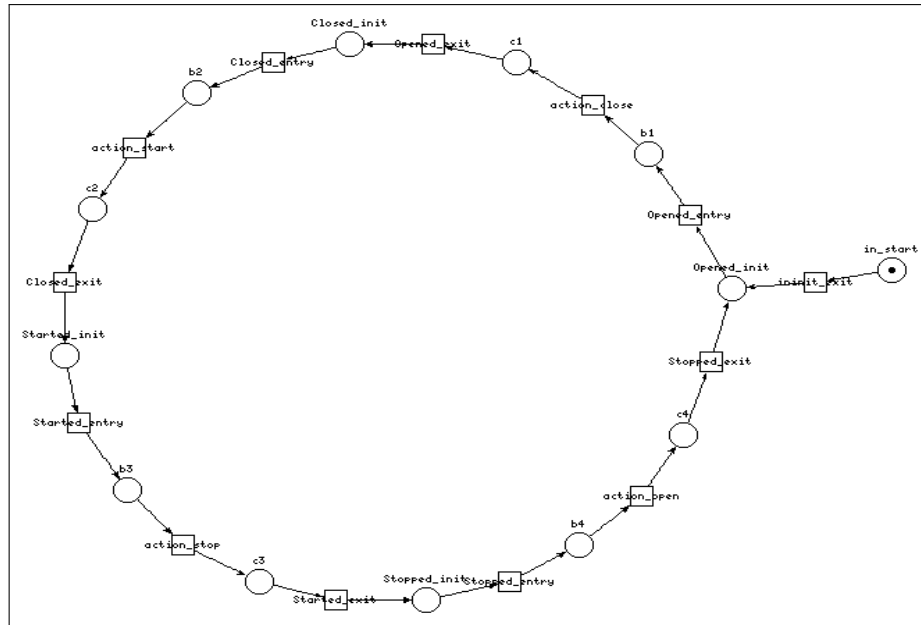 Closed_init
c1
Opened_exit
Closed_entry
b2
action_close
b1
action_start
c2
Opened_entry
in_start
Opened_init
Closed_exit
ininit_exit
Started_init
Stopped_exit
c4
Started_entry
b3
action_open
b4
action_stop
c3
Stopped_init
Stopped_entry
Started_exit